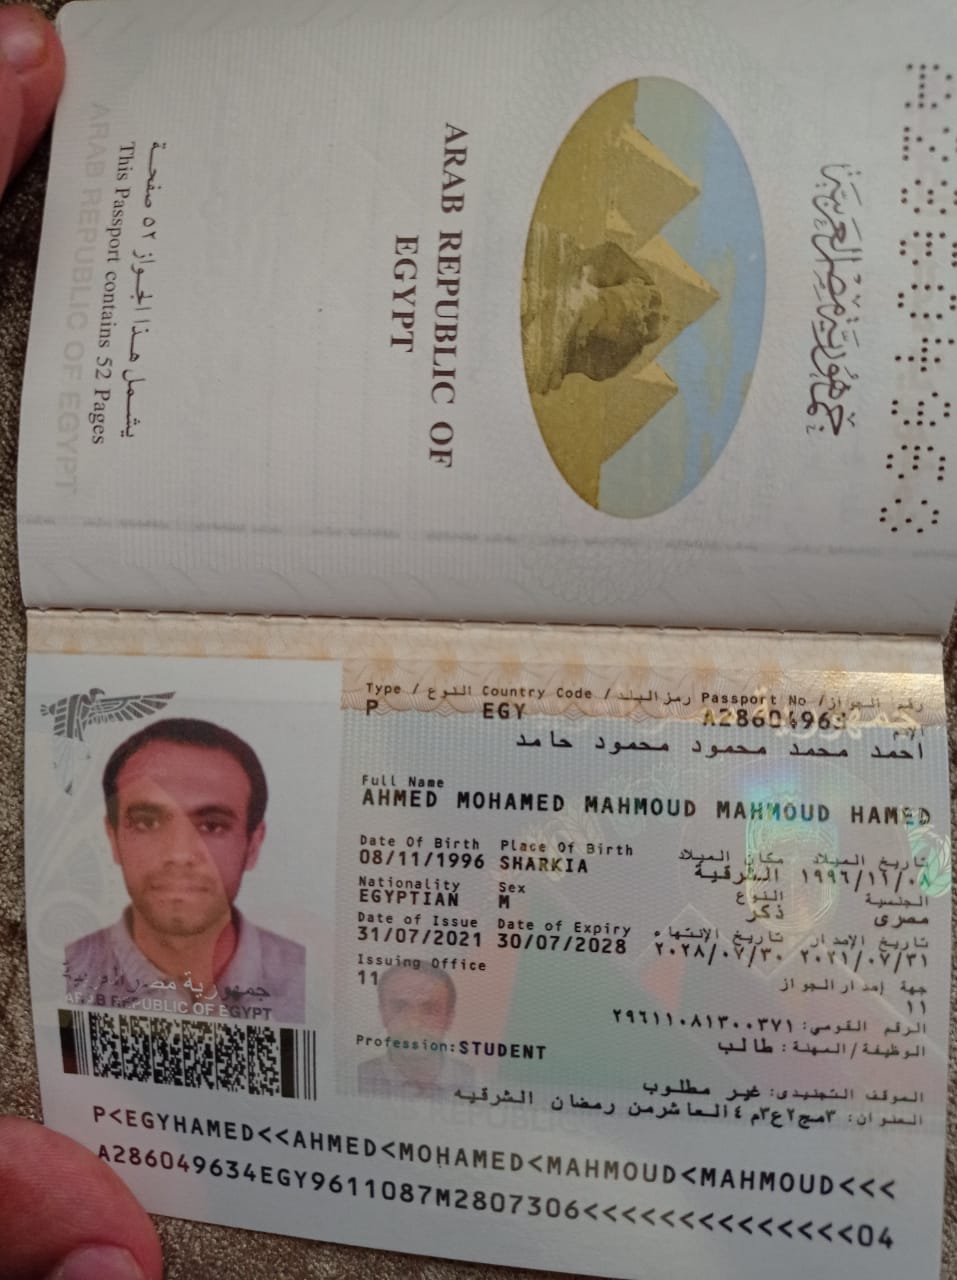 جمهورية مصر العربية
ARAB REPUBLIC OF
EGYPT
يشمل هذا الجواز ٥٢ صفحة
This Passport contains 52 Pages
ARAB REPUBLIC OF EGYPT
Type / النوع Country Code / رمز البلد Passport No / رقم الجواز
P EGY A28604963
الإسم
أحمد محمد محمود محمود حامد
Full Name
AHMED MOHAMED MAHMOUD MAHMOUD HAMED
Date Of Birth Place Of Birth مكان الميلاد تاريخ الميلاد
08/11/1996 SHARKIA الشرقية ١٩٩٦/١١/٠٨
Nationality Sex النوع الجنسية
EGYPTIAN M ذكر مصرى
Date of Issue Date of Expiry تاريخ الإنتهاء تاريخ الإصدار
31/07/2021 30/07/2028 ٢٠٢٨/٠٧/٣٠ ٢٠٢١/٠٧/٣١
Issuing Office جهة إصدار الجواز
11 ١١
الرقم القومى: ٢٩٦١١٠٨١٣٠٠٣٧١
Profession:STUDENT الوظيفة/المهنة: طالب
الموقف التجنيدى: غير مطلوب
العنوان: ٣مج٢ع٣م ٤ العاشرمن رمضان الشرقيه
جمهورية مصر العربية
ARAB REPUBLIC OF EGYPT
P<EGYHAMED<<AHMED<MOHAMED<MAHMOUD<MAHMOUD<<<
A286049634EGY9611087M2807306<<<<<<<<<<<<<<04